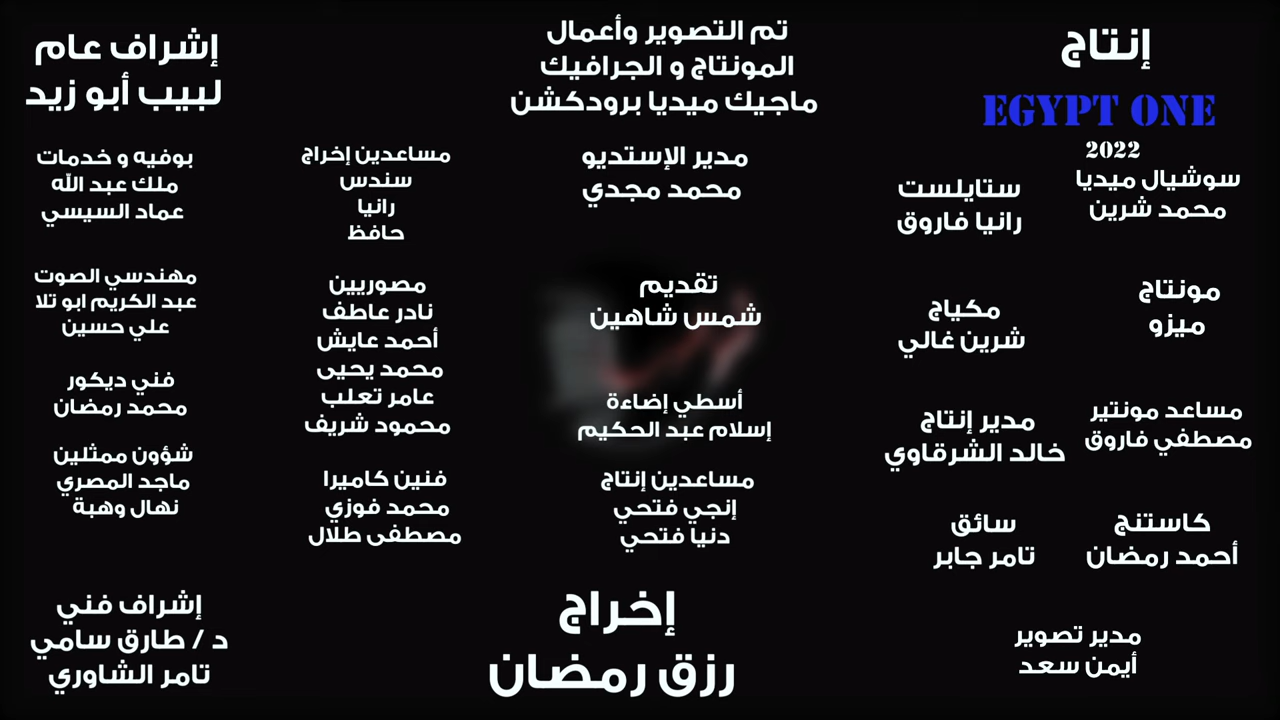 إنتاج
EGYPT ONE
2022
سوشيال ميديا
محمد شرين
ستايلست
رانيا فاروق
مونتاج
ميزو
مكياج
شرين غالي
مساعد مونتير
مصطفي فاروق
مدير إنتاج
خالد الشرقاوي
كاستنج
أحمد رمضان
سائق
تامر جابر
مدير تصوير
أيمن سعد
تم التصوير وأعمال
المونتاج و الجرافيك
ماجيك ميديا برودكشن
مدير الإستديو
محمد مجدي
تقديم
شمس شاهين
أسطي إضاءة
إسلام عبد الحكيم
مساعدين إنتاج
إنجي فتحي
دنيا فتحي
إخراج
رزق رمضان
مساعدين إخراج
سندس
رانيا
حافظ
مصوريين
نادر عاطف
أحمد عايش
محمد يحيى
عامر تعلب
محمود شريف
فنين كاميرا
محمد فوزي
مصطفى طلال
إشراف عام
لبيب أبو زيد
بوفيه و خدمات
ملك عبد الله
عماد السيسي
مهندسي الصوت
عبد الكريم ابو تلا
علي حسين
فني ديكور
محمد رمضان
شؤون ممثلين
ماجد المصري
نهال وهبة
إشراف فني
د / طارق سامي
تامر الشاوري